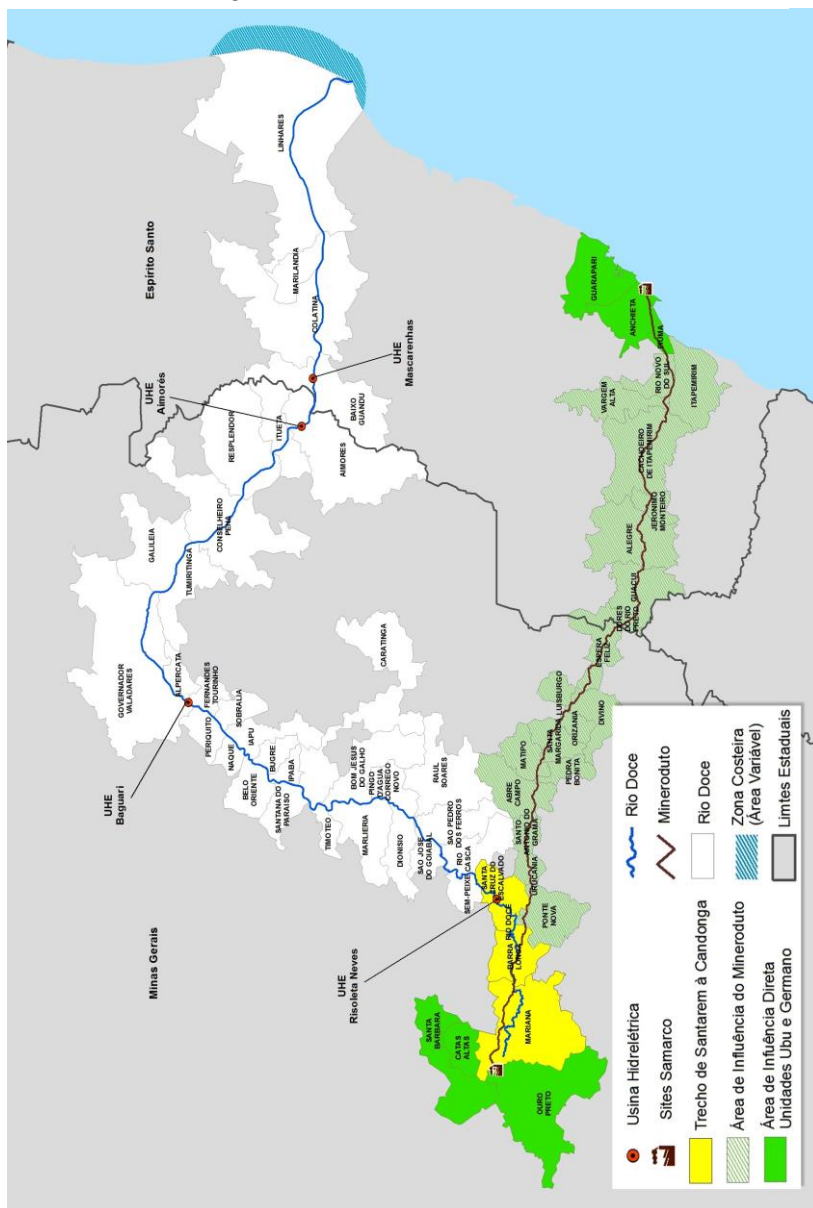 Espírito Santo
Minas Gerais
LINHARES
MARILANDIA
COLATINA
UHE
Mascarenhas
UHE
Aimorés
BAIXO
GUANDU
AIMORES
ITUETA
RESPLENDOR
CONSELHEIRO
PENA
GALILEIA
TUMIRITINGA
GOVERNADOR
VALADARES
ALPERCATA
FERNANDES
TOURINHO
SOBRALIA
PERIQUITO
NAQUE
IAPU
BUGRE
IPABA
BELO
ORIENTE
SANTANA DO
PARAISO
UHE
Baguari
CARATINGA
TIMOTEO
MARLIERIA
BOM JESUS
DO GALHO
PINGO
D'AGUA
CORREGO
NOVO
DIONISIO
SAO JOSE
DO GOIABAL
RAUL
SOARES
SAO PEDRO
DOS FERROS
RIO
CASCA
SEM-PEIXE
SANTA
CRUZ DO
ESCALVADO
RIO DOCE
BARRA
LONGA
UHE
Risoleta Neves
MARIANA
SANTA
BARBARA
CATAS
ALTAS
OURO
PRETO
PONTE
NOVA
URUCANIA
SANTO
ANTONIO DO
GRAMA
ABRE
CAMPO
MATIPO
SANTA
MARGARIDA
PEDRA
BONITA
ORIZANIA
LUISBURGO
DIVINO
ESPERA
FELIZ
DORES
DO RIO
PRETO
GUACUI
ALEGRE
JERONIMO
MONTEIRO
CACHOEIRO
DE ITAPEMIRIM
VARGEM
ALTA
RIO NOVO
DO SUL
ITAPEMIRIM
ANCHIETA
GUARAPARI
Usina Hidrelétrica
Sites Samarco
Trecho de Santarem à Candonga
Área de Influência do Mineroduto
Área de Infuência Direta
Unidades Ubu e Germano
Rio Doce
Mineroduto
Rio Doce
Zona Costeira
(Área Variável)
Limtes Estaduais